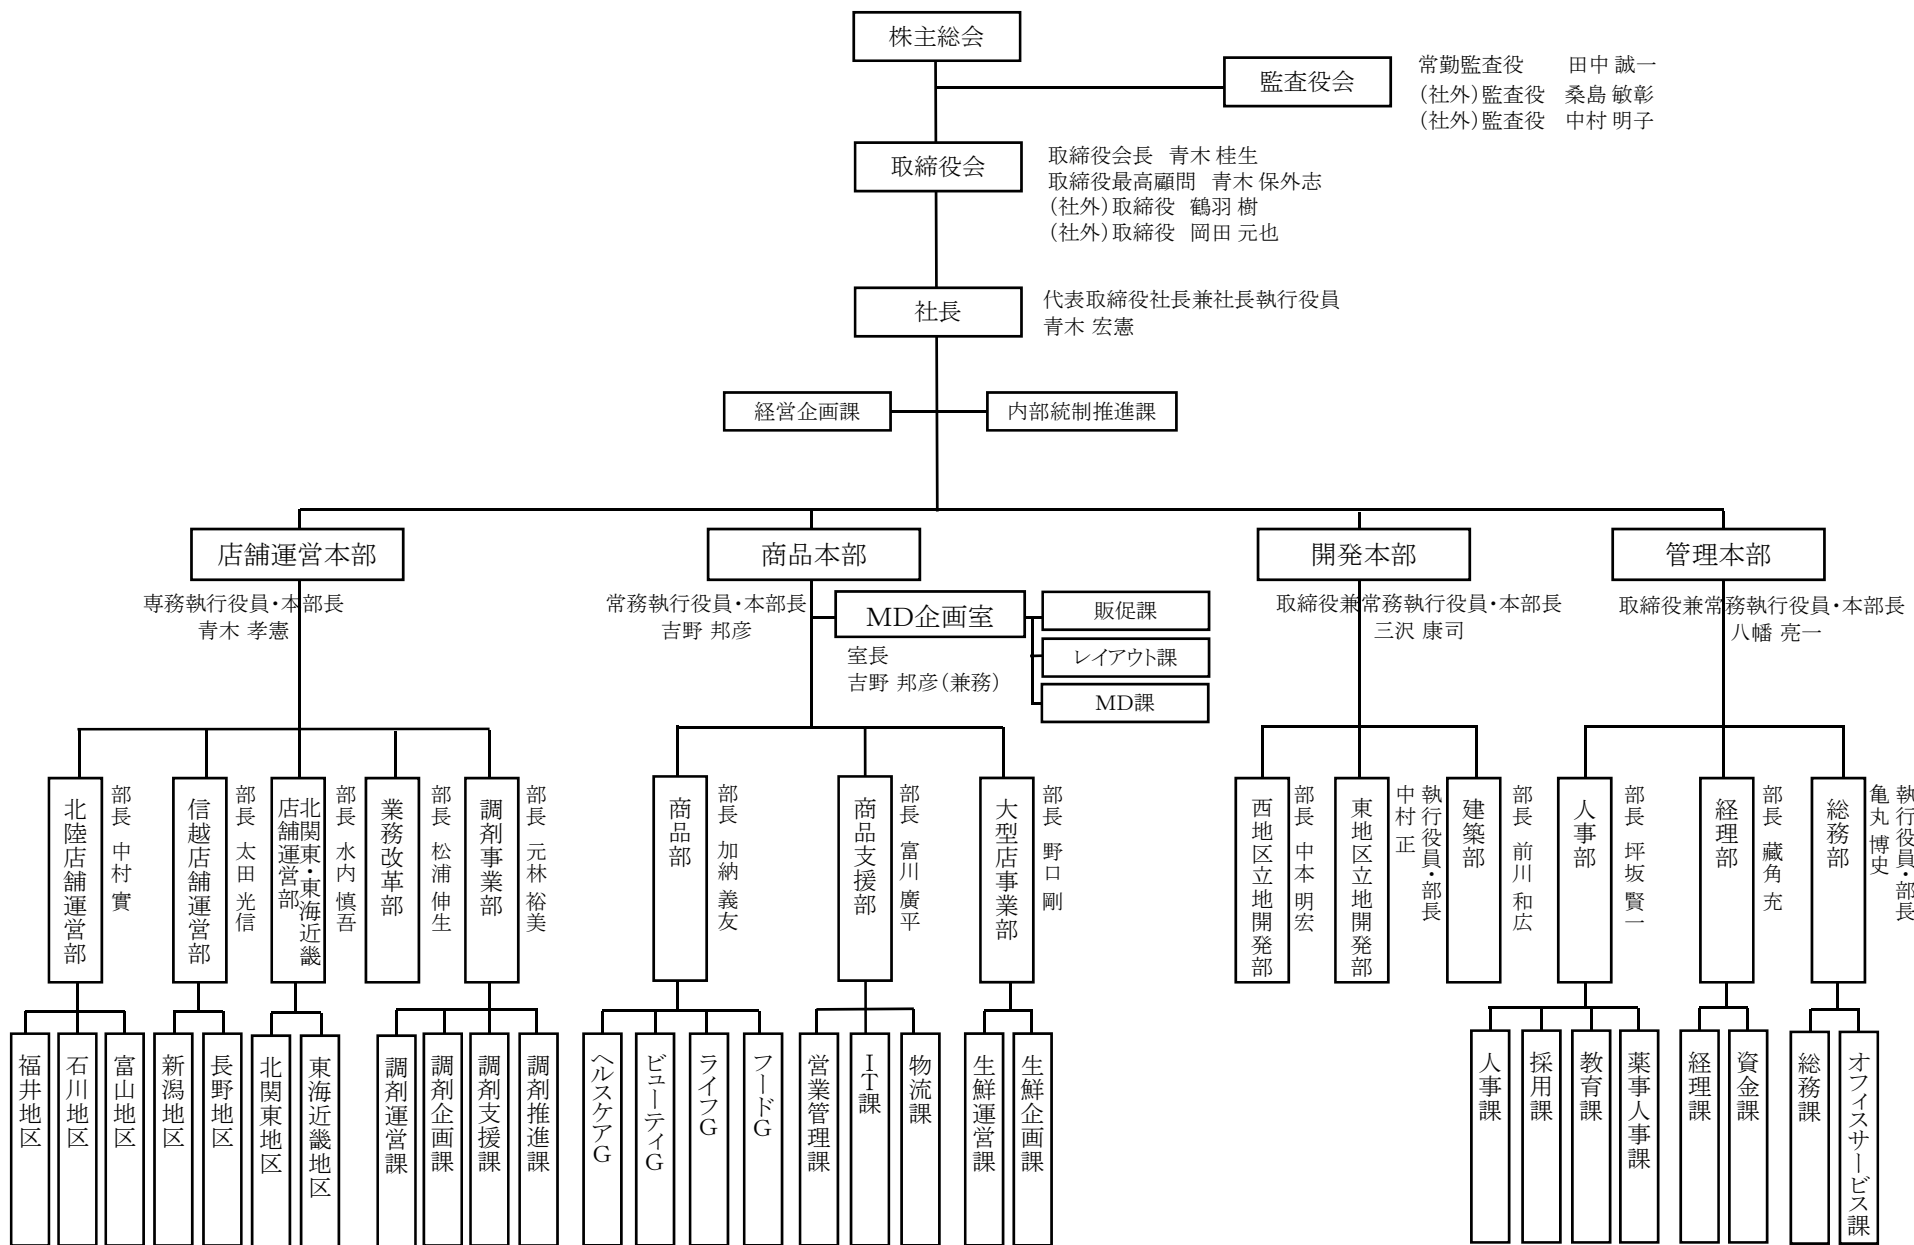 株主総会
監査役会
常勤監査役 田中 誠一
(社外)監査役 桑島 敏彰
(社外)監査役 中村 明子
取締役会
取締役会長 青木 桂生
取締役最高顧問 青木 保外志
(社外)取締役 鶴羽 樹
(社外)取締役 岡田 元也
社長
代表取締役社長兼社長執行役員
青木 宏憲
経営企画課
内部統制推進課
店舗運営本部
専務執行役員・本部長
青木 孝憲
商品本部
常務執行役員・本部長
吉野 邦彦
MD企画室
室長
吉野 邦彦(兼務)
販促課
レイアウト課
MD課
開発本部
取締役兼常務執行役員・本部長
三沢 康司
管理本部
取締役兼常務執行役員・本部長
八幡 亮一
北陸店舗運営部
部長 中村 實
信越店舗運営部
部長 太田 光信
北関東・東海近畿
店舗運営部
部長 水内 慎吾
業務改革部
部長 松浦 伸生
調剤事業部
部長 元林 裕美
商品部
部長 加納 義友
商品支援部
部長 富川 廣平
大型店事業部
部長 野口 剛
西地区立地開発部
部長 中本 明宏
東地区立地開発部
執行役員・部長
中村 正
建築部
部長 前川 和広
人事部
部長 坪坂 賢一
経理部
部長 藏角 充
総務部
執行役員・部長
亀丸 博史
福井地区
石川地区
富山地区
新潟地区
長野地区
北関東地区
東海近畿地区
調剤運営課
調剤企画課
調剤支援課
調剤推進課
ヘルスケアG
ビューティG
ライフG
フードG
営業管理課
IT課
物流課
生鮮運営課
生鮮企画課
人事課
採用課
教育課
薬事人事課
経理課
資金課
総務課
オフィスサービス課